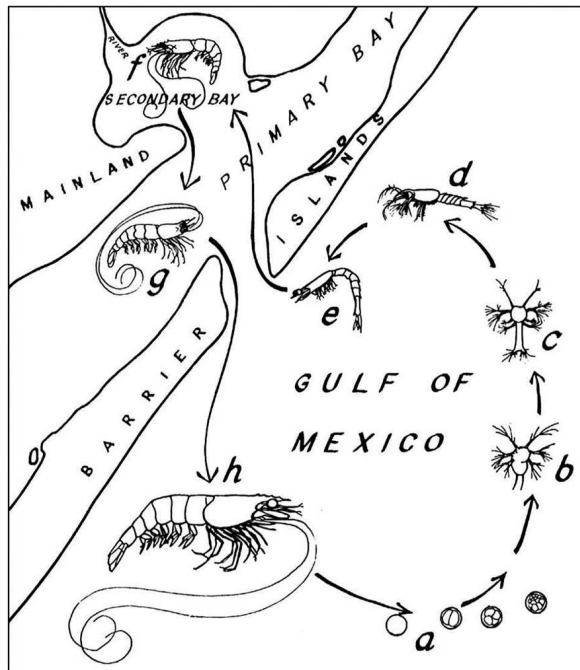 RIVER
f
SECONDARY BAY
PRIMARY BAY
MAINLAND
ISLANDS
d
g
e
c
BARRIER
GULF OF
MEXICO
b
h
a